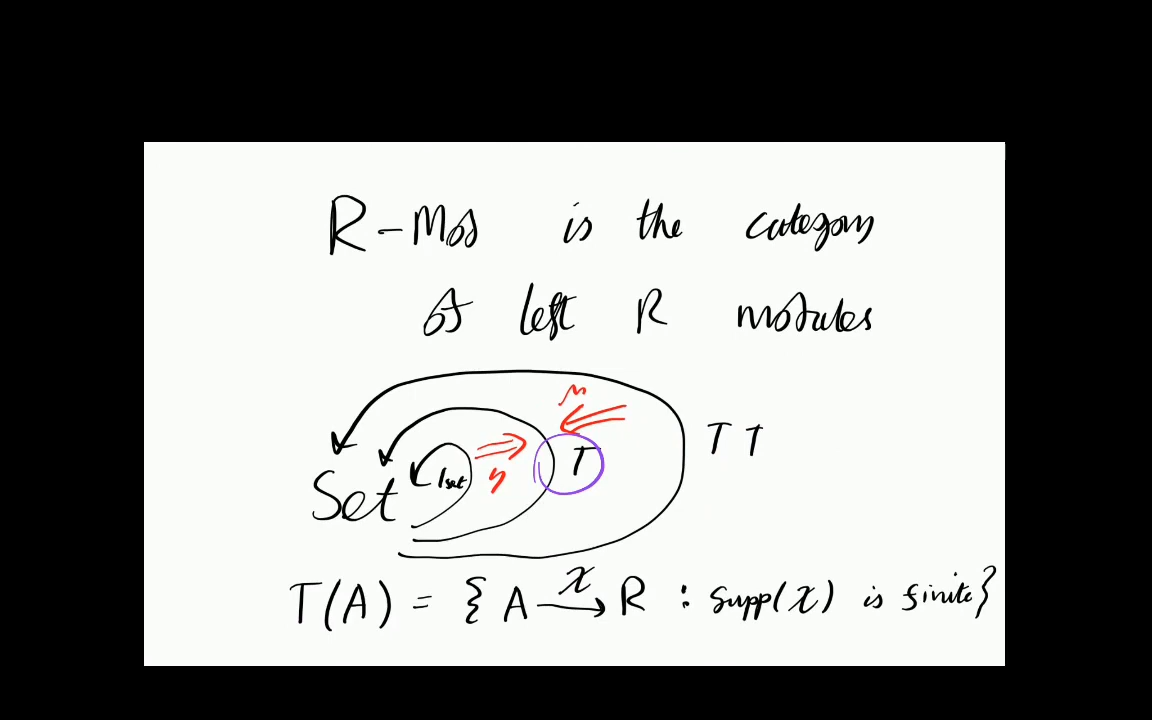 R-Mod is the category
of left R modules
μ
T T
1set η T
Set
T(A) = { A →χ R : supp(χ) is finite}